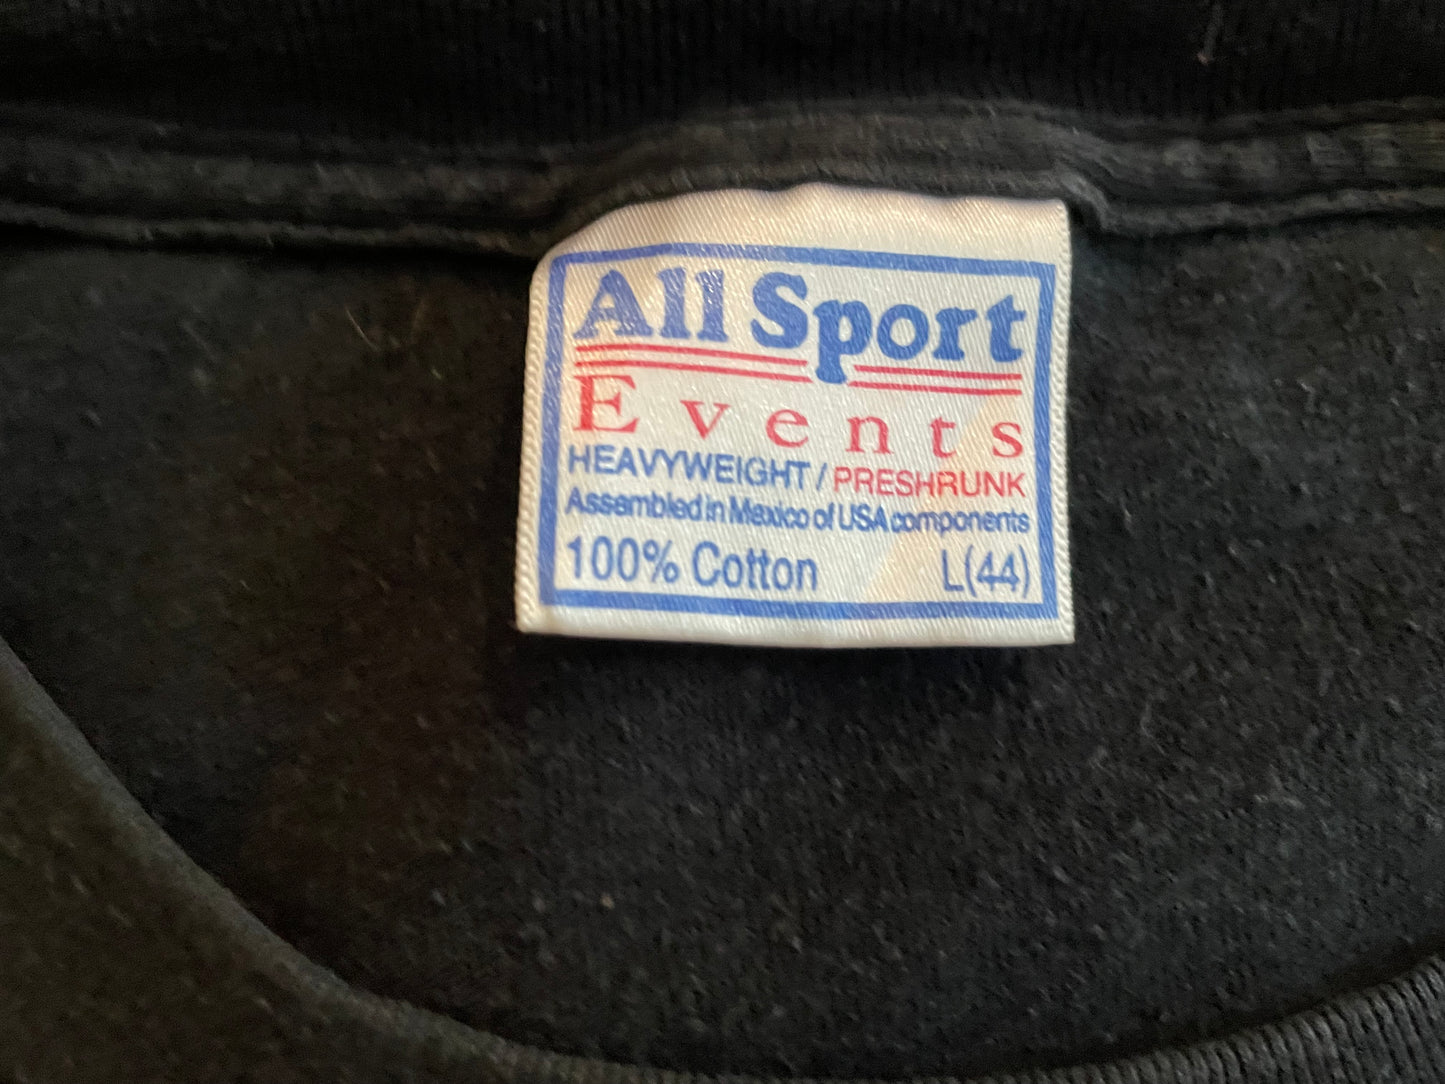 All Sport
Events
HEAVYWEIGHT / PRESHRUNK
Assembled in Mexico of USA components
100% Cotton L(44)